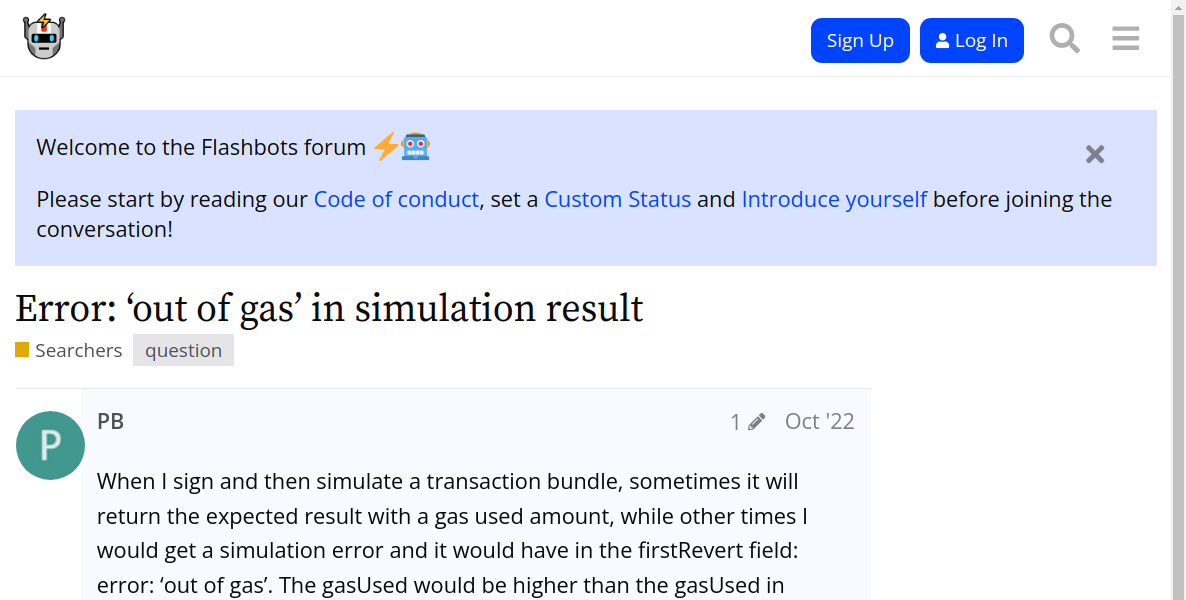 Sign Up
Log In
Welcome to the Flashbots forum
Please start by reading our Code of conduct, set a Custom Status and Introduce yourself before joining the
conversation!
Error: ‘out of gas’ in simulation result
Searchers
question
P
PB
1
Oct '22
When I sign and then simulate a transaction bundle, sometimes it will
return the expected result with a gas used amount, while other times I
would get a simulation error and it would have in the firstRevert field:
error: ‘out of gas’. The gasUsed would be higher than the gasUsed in